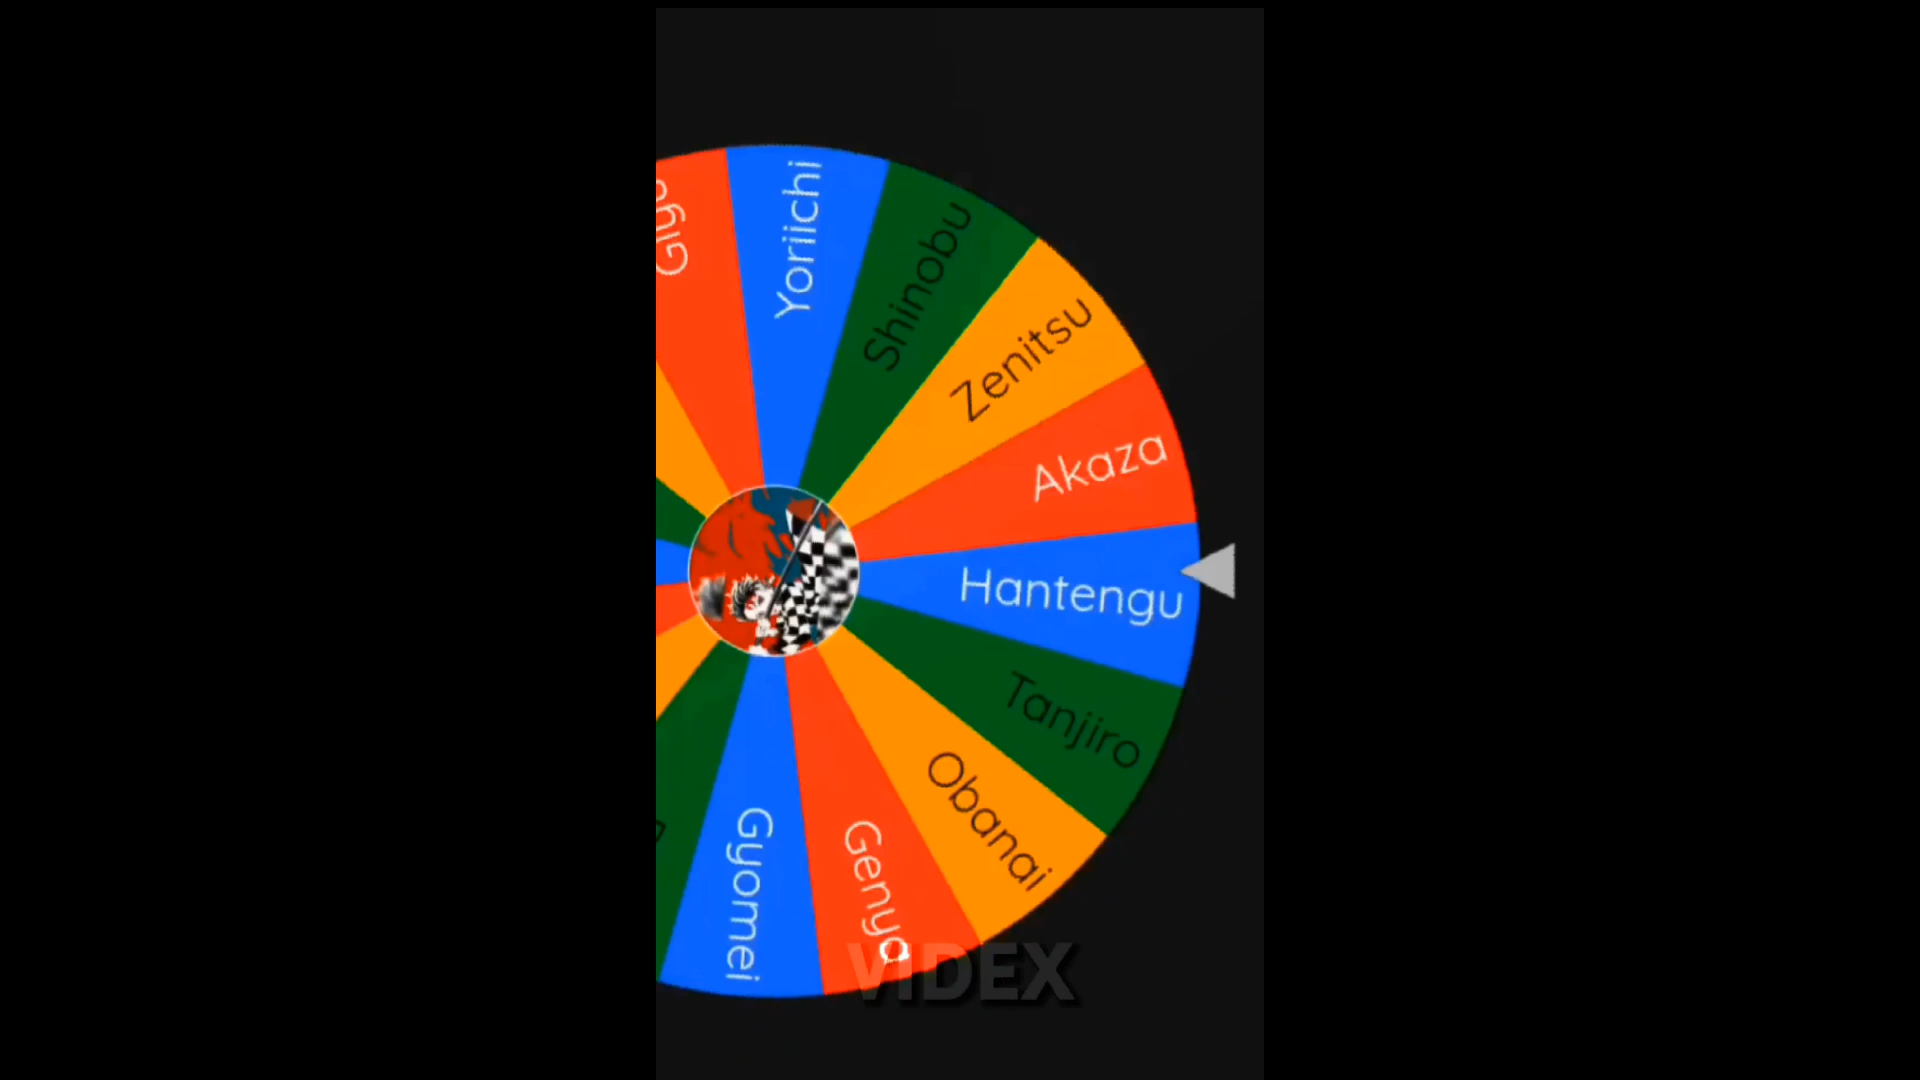 Yoriichi
Shinobu
Zenitsu
Akaza
Hantengu
Tanjiro
Obanai
Genya
Gyomei
VIDEX